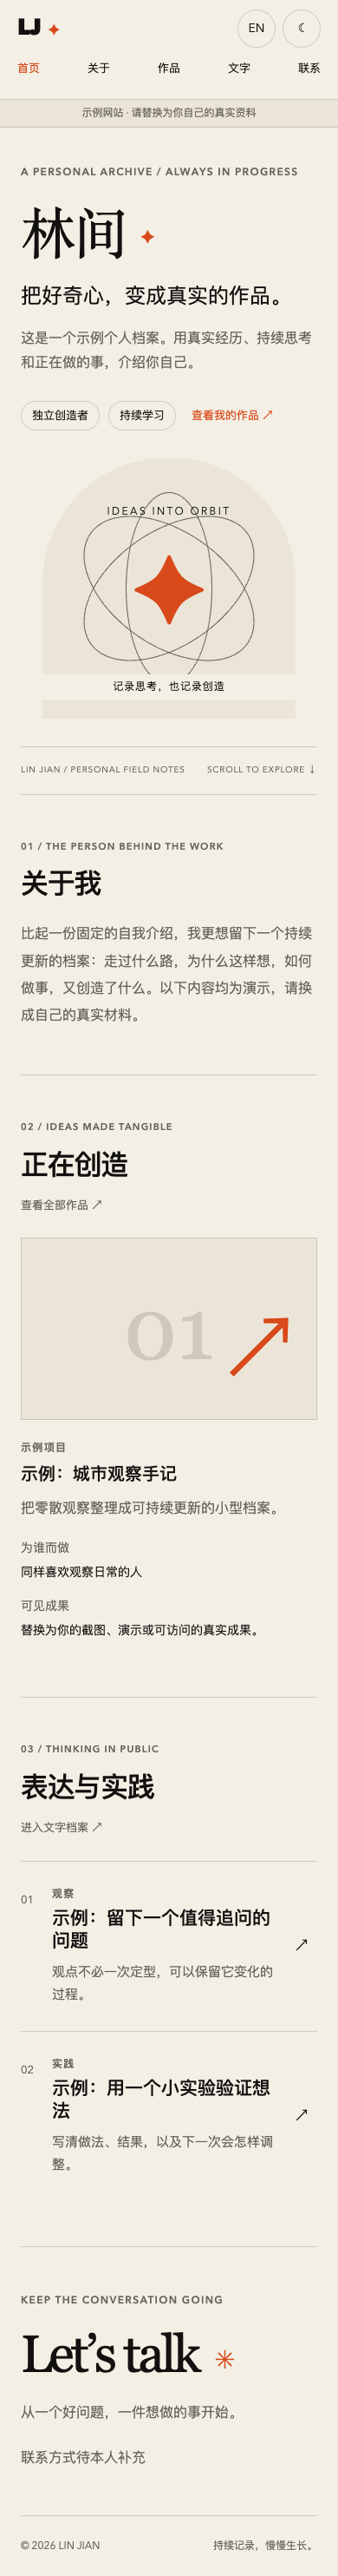 LJ
EN
首页 关于 作品 文字 联系
示例网站 · 请替换为你自己的真实资料
A PERSONAL ARCHIVE / ALWAYS IN PROGRESS
林间
把好奇心，变成真实的作品。
这是一个示例个人档案。用真实经历、持续思考
和正在做的事，介绍你自己。
独立创造者 持续学习 查看我的作品 ↗
IDEAS INTO ORBIT
记录思考，也记录创造
LIN JIAN / PERSONAL FIELD NOTES SCROLL TO EXPLORE ↓
01 / THE PERSON BEHIND THE WORK
关于我
比起一份固定的自我介绍，我更想留下一个持续
更新的档案：走过什么路，为什么这样想，如何
做事，又创造了什么。以下内容均为演示，请换
成自己的真实材料。
02 / IDEAS MADE TANGIBLE
正在创造
查看全部作品 ↗
01 ↗
示例项目
示例：城市观察手记
把零散观察整理成可持续更新的小型档案。
为谁而做
同样喜欢观察日常的人
可见成果
替换为你的截图、演示或可访问的真实成果。
03 / THINKING IN PUBLIC
表达与实践
进入文字档案 ↗
01 观察
示例：留下一个值得追问的
问题
↗
观点不必一次定型，可以保留它变化的
过程。
02 实践
示例：用一个小实验验证想
法
↗
写清做法、结果，以及下一次会怎样调
整。
KEEP THE CONVERSATION GOING
Let’s talk
从一个好问题，一件想做的事开始。
联系方式待本人补充
© 2026 LIN JIAN 持续记录，慢慢生长。